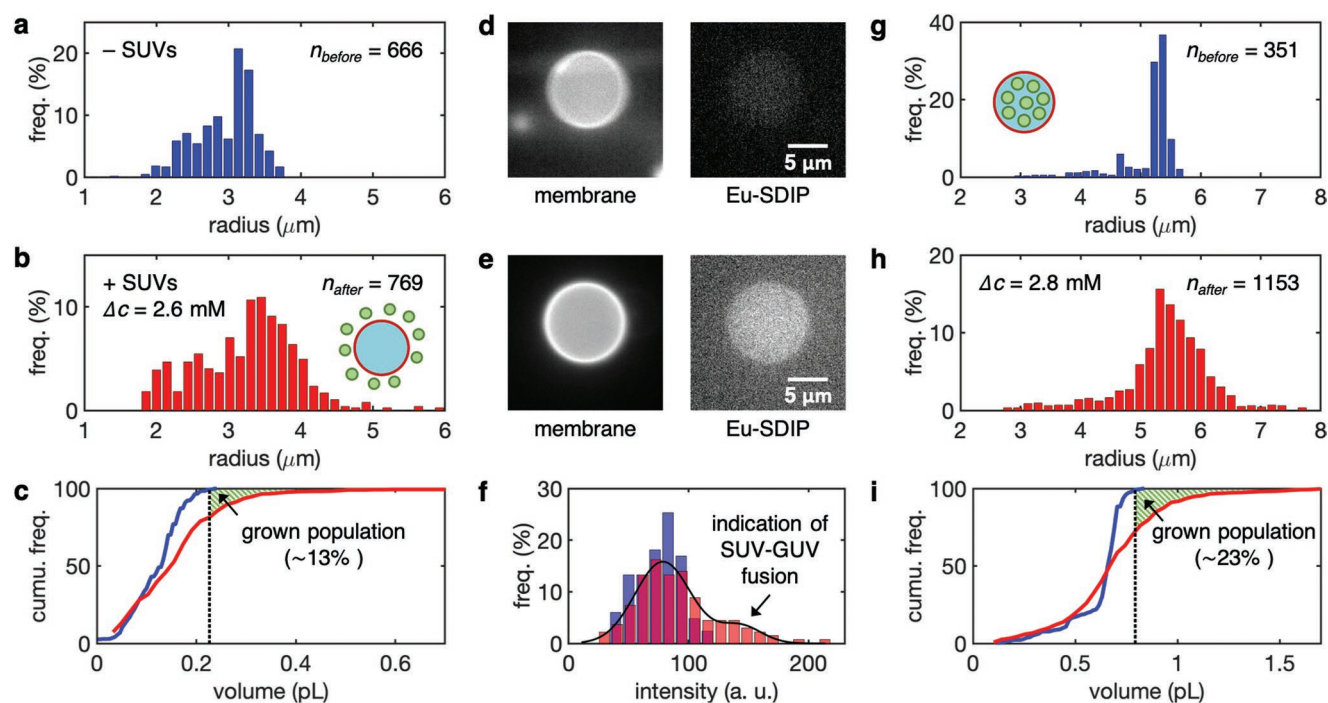 a
– SUVs
n_before = 666
freq. (%)
20
10
0
1 2 3 4 5 6
radius (μm)
b
+ SUVs
Δc = 2.6 mM
n_after = 769
freq. (%)
10
0
1 2 3 4 5 6
radius (μm)
c
cumu. freq.
100
50
0
grown population
(~13% )
0 0.2 0.4 0.6
volume (pL)
d
5 μm
membrane
Eu-SDIP
e
5 μm
membrane
Eu-SDIP
f
freq. (%)
30
20
10
0
indication of
SUV-GUV
fusion
0 100 200
intensity (a. u.)
g
n_before = 351
freq. (%)
40
20
0
2 3 4 5 6 7 8
radius (μm)
h
Δc = 2.8 mM
n_after = 1153
freq. (%)
20
10
0
2 3 4 5 6 7 8
radius (μm)
i
cumu. freq.
100
50
0
grown population
(~23% )
0 0.5 1 1.5
volume (pL)